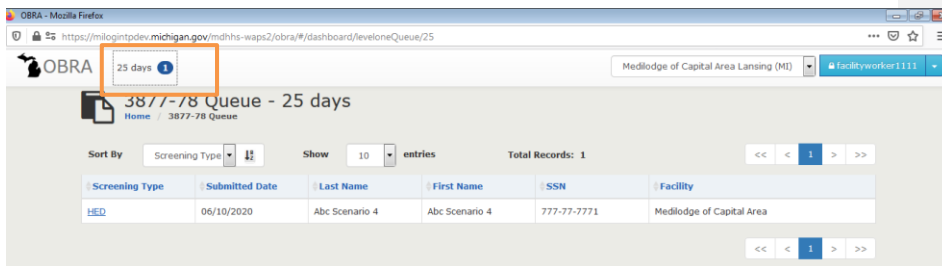 OBRA - Mozilla Firefox
https://milogintpdev.michigan.gov/mdhhs-waps2/obra/#/dashboard/leveloneQueue/25
OBRA 25 days 1 Medilodge of Capital Area Lansing (MI) facilityworker1111
3877-78 Queue - 25 days
Home / 3877-78 Queue
Sort By Screening Type Show 10 entries Total Records: 1 << < 1 > >>
Screening Type Submitted Date Last Name First Name SSN Facility
HED 06/10/2020 Abc Scenario 4 Abc Scenario 4 777-77-7771 Medilodge of Capital Area
<< < 1 > >>